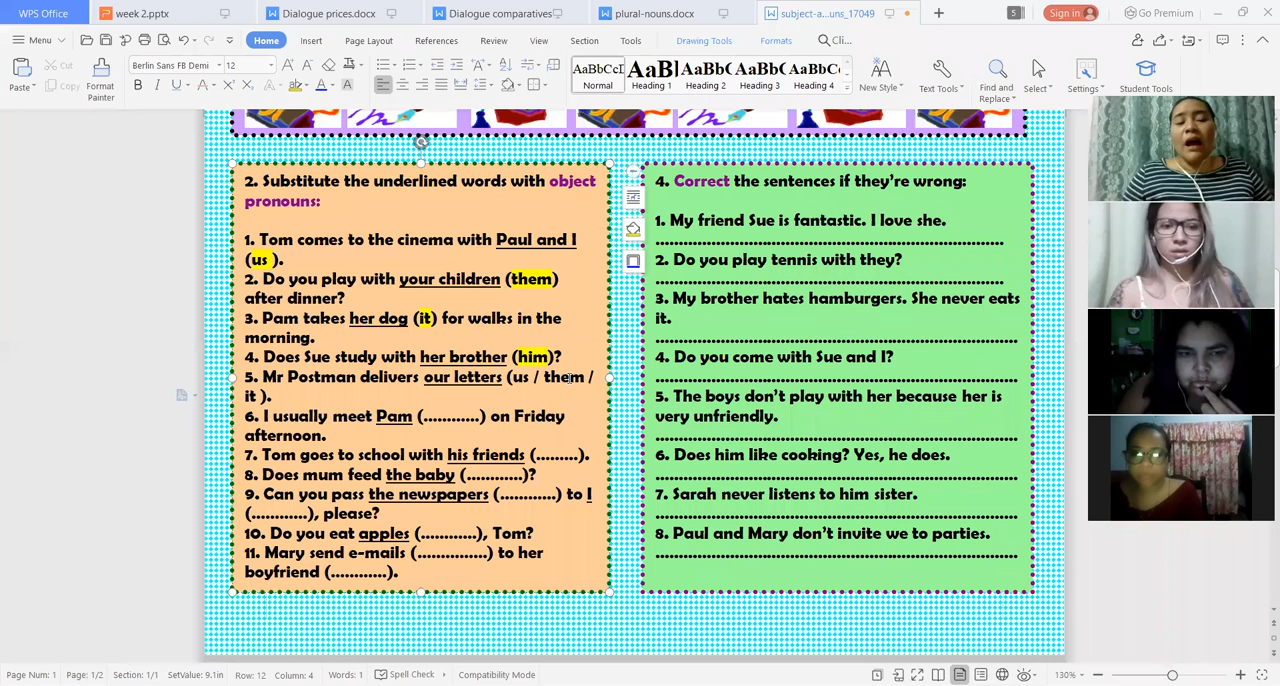 WPS Office
week 2.pptx
Dialogue prices.docx
Dialogue comparatives
plural-nouns.docx
subject-a...uns_17049
5
Sign in
Go Premium
Menu
Home
Insert
Page Layout
References
Review
View
Section
Tools
Drawing Tools
Formats
Cli...
Paste
Cut
Copy
Format Painter
Berlin Sans FB Demi
12
AaBbCcI
Normal
AaBl
Heading 1
AaBb(
Heading 2
AaBb(
Heading 3
AaBbC
Heading 4
New Style
Text Tools
Find and Replace
Select
Settings
Student Tools
2. Substitute the underlined words with object
pronouns:
1. Tom comes to the cinema with Paul and I
(us ).
2. Do you play with your children (them)
after dinner?
3. Pam takes her dog (it) for walks in the
morning.
4. Does Sue study with her brother (him)?
5. Mr Postman delivers our letters (us / them /
it ).
6. I usually meet Pam (............) on Friday
afternoon.
7. Tom goes to school with his friends (.........).
8. Does mum feed the baby (............)?
9. Can you pass the newspapers (............) to I
(............), please?
10. Do you eat apples (............), Tom?
11. Mary send e-mails (...............) to her
boyfriend (............).
4. Correct the sentences if they're wrong:
1. My friend Sue is fantastic. I love she.
2. Do you play tennis with they?
3. My brother hates hamburgers. She never eats
it.
4. Do you come with Sue and I?
5. The boys don't play with her because her is
very unfriendly.
6. Does him like cooking? Yes, he does.
7. Sarah never listens to him sister.
8. Paul and Mary don't invite we to parties.
Page Num: 1
Page: 1/2
Section: 1/1
SetValue: 9.1in
Row: 12
Column: 4
Words: 1
Spell Check
Compatibility Mode
130%